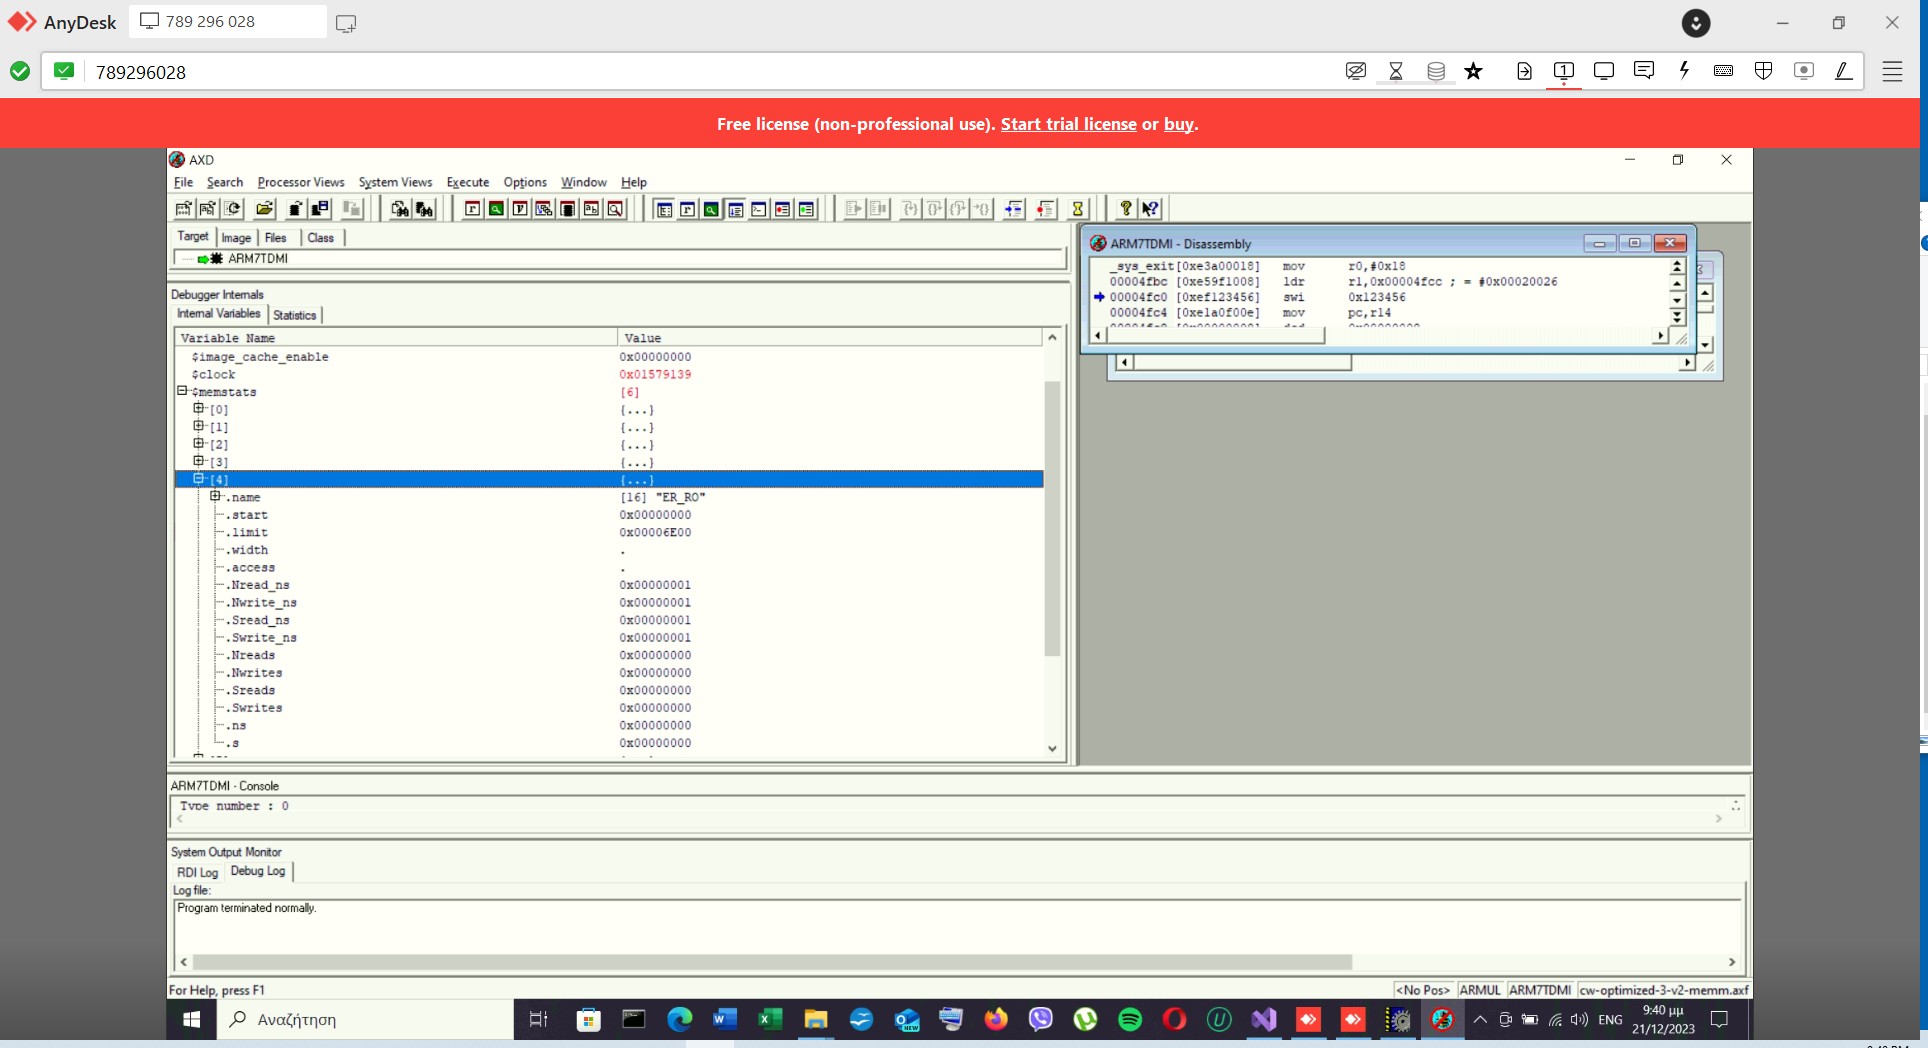 AnyDesk
789 296 028
789296028
Free license (non-professional use). Start trial license or buy.
AXD
File Search Processor Views System Views Execute Options Window Help
Target Image Files Class
ARM7TDMI
Debugger Internals
Internal Variables Statistics
Variable Name Value
$image_cache_enable 0x00000000
$clock 0x01579139
$memstats [6]
[0] {...}
[1] {...}
[2] {...}
[3] {...}
[4] {...}
.name [16] "ER_RO"
.start 0x00000000
.limit 0x00006E00
.width .
.access .
.Nread_ns 0x00000001
.Nwrite_ns 0x00000001
.Sread_ns 0x00000001
.Swrite_ns 0x00000001
.Nreads 0x00000000
.Nwrites 0x00000000
.Sreads 0x00000000
.Swrites 0x00000000
.ns 0x00000000
.s 0x00000000
ARM7TDMI - Disassembly
_sys_exit[0xe3a00018] mov r0,#0x18
00004fbc [0xe59f1008] ldr r1,0x00004fcc ; = #0x00020026
00004fc0 [0xef123456] swi 0x123456
00004fc4 [0xe1a0f00e] mov pc,r14
ARM7TDMI - Console
Type number : 0
System Output Monitor
RDI Log Debug Log
Log file:
Program terminated normally.
For Help, press F1
<No Pos> ARMUL ARM7TDMI cw-optimized-3-v2-memm.axf
Αναζήτηση
ENG
9:40 μμ
21/12/2023